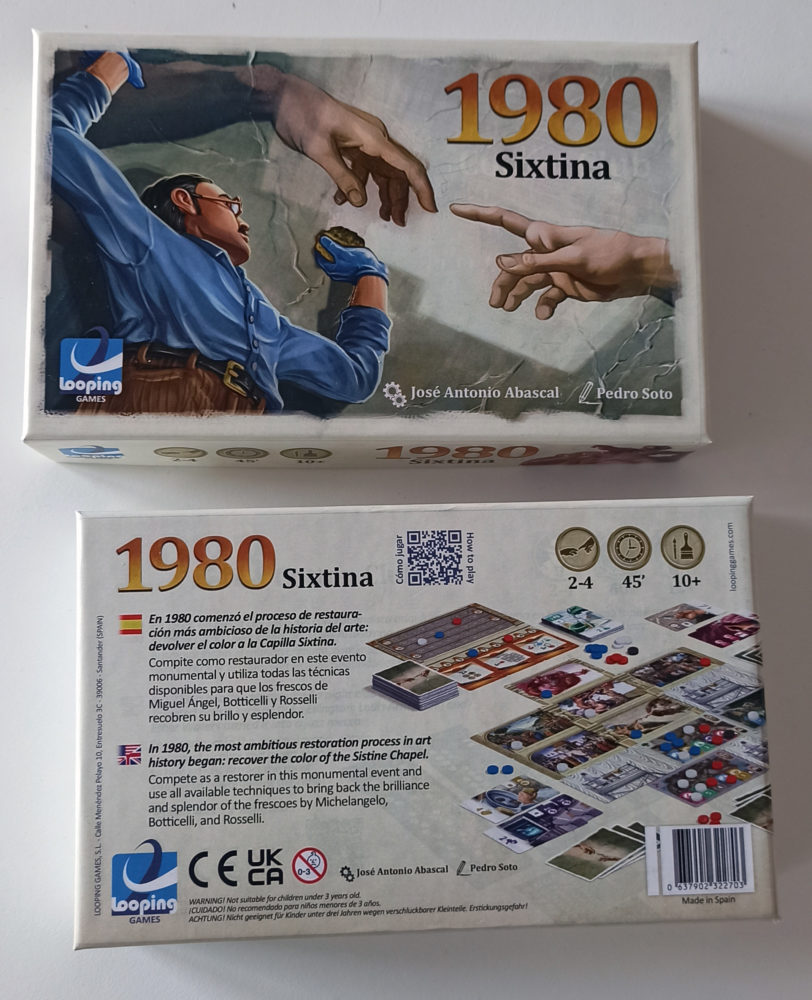 1980
Sixtina
Looping
GAMES
José Antonio Abascal
Pedro Soto
2-4
45'
10+
1980
Sixtina
1980
Sixtina
Cómo jugar
How to play
2-4
45'
10+
loopinggames.com
En 1980 comenzó el proceso de restaura-
ción más ambicioso de la historia del arte:
devolver el color a la Capilla Sixtina.
Compite como restaurador en este evento
monumental y utiliza todas las técnicas
disponibles para que los frescos de
Miguel Ángel, Botticelli y Rosselli
recobren su brillo y esplendor.
In 1980, the most ambitious restoration process in art
history began: recover the color of the Sistine Chapel.
Compete as a restorer in this monumental event and
use all available techniques to bring back the brilliance
and splendor of the frescoes by Michelangelo,
Botticelli, and Rosselli.
LOOPING GAMES, S.L. - Calle Menéndez Pelayo 10, Entresuelo 3C - 39006 - Santander (SPAIN)
Looping
GAMES
CE
UK
CA
0-3
José Antonio Abascal
Pedro Soto
WARNING! Not suitable for children under 3 years old.
¡CUIDADO! No recomendado para niños menores de 3 años.
ACHTUNG! Nicht geeignet für Kinder unter drei Jahren wegen verschluckbarer Kleinteile. Erstickungsgefahr!
0 637902 322703
Made in Spain